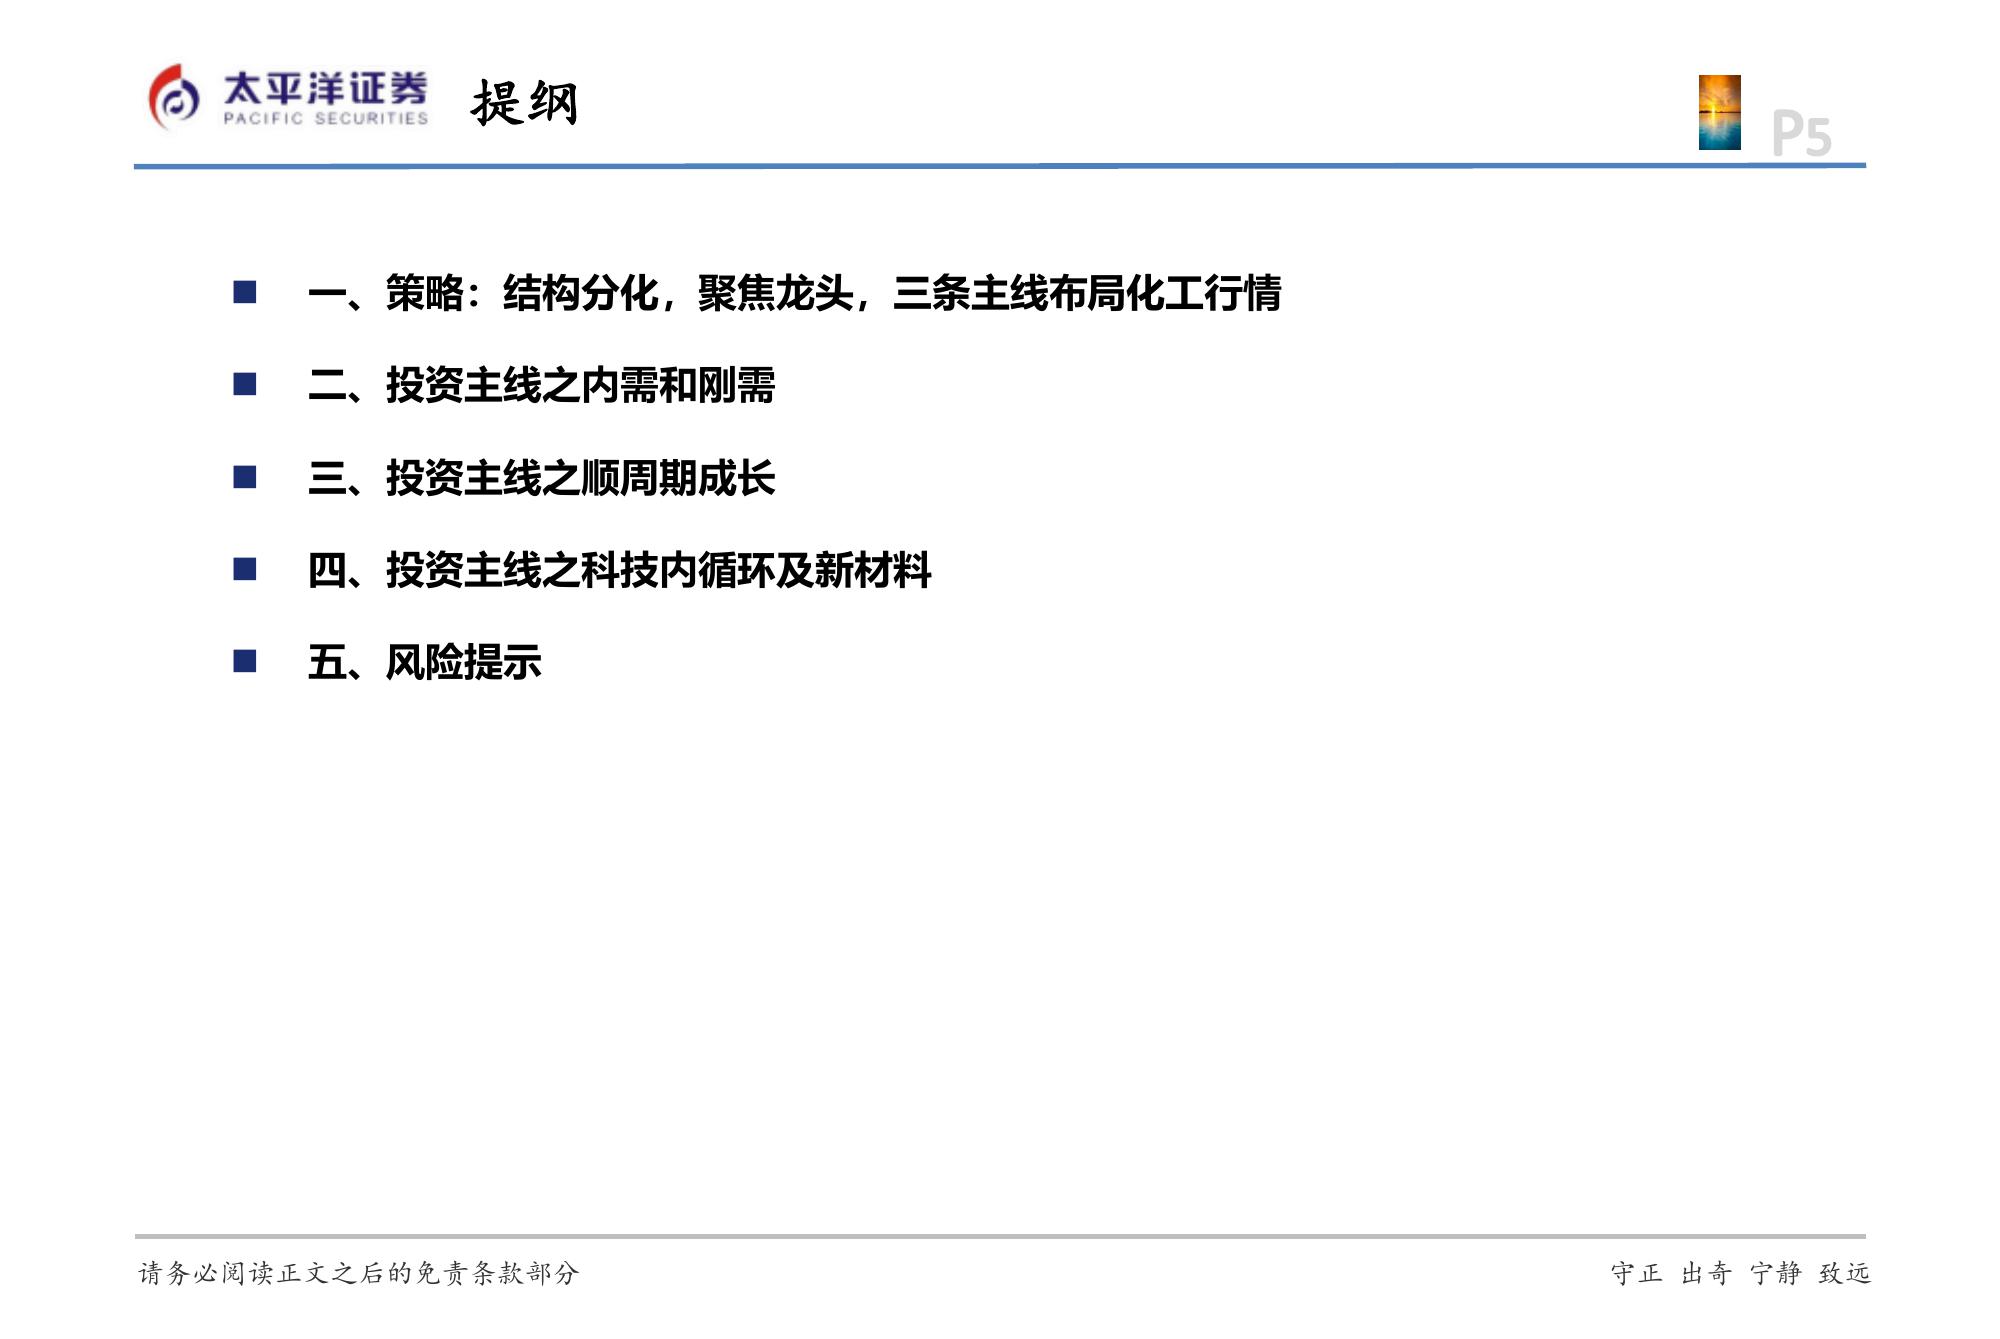 太平洋证券
PACIFIC SECURITIES
提纲
P5
一、策略：结构分化，聚焦龙头，三条主线布局化工行情
二、投资主线之内需和刚需
三、投资主线之顺周期成长
四、投资主线之科技内循环及新材料
五、风险提示
请务必阅读正文之后的免责条款部分
守正 出奇 宁静 致远